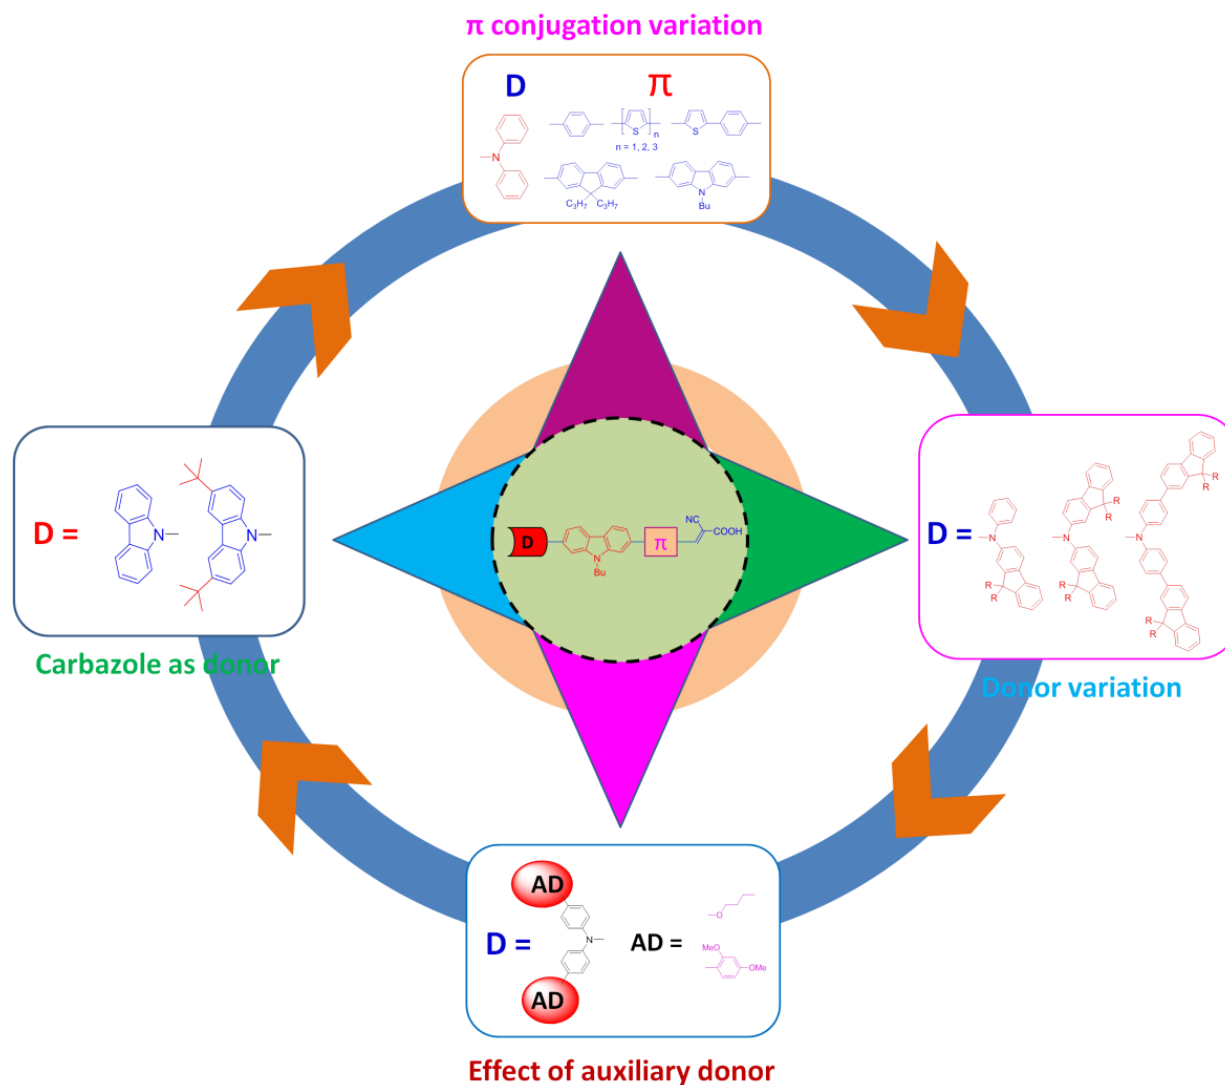 π conjugation variation
D π
N
S n
S
n = 1, 2, 3
C₃H₇ C₃H₇
N
Bu
D =
N
N
Carbazole as donor
NC
COOH
D
π
N
Bu
D =
N
R R
R
R
N
R R
R
R
N
R
R
Donor variation
AD
D =
N
AD
AD =
O
MeO
OMe
Effect of auxiliary donor